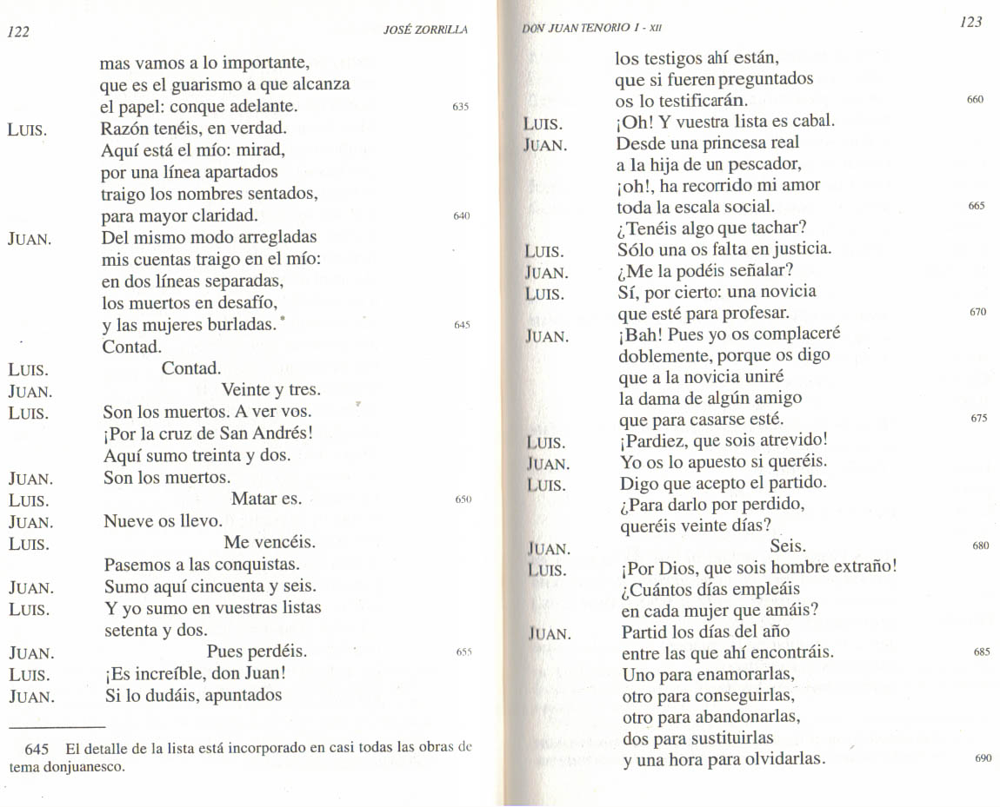 122
JOSÉ ZORRILLA
mas vamos a lo importante,
que es el guarismo a que alcanza
el papel: conque adelante. 635
LUIS. Razón tenéis, en verdad.
Aquí está el mío: mirad,
por una línea apartados
traigo los nombres sentados,
para mayor claridad. 640
JUAN. Del mismo modo arregladas
mis cuentas traigo en el mío:
en dos líneas separadas,
los muertos en desafío,
y las mujeres burladas.* 645
Contad.
LUIS. Contad.
JUAN. Veinte y tres.
LUIS. Son los muertos. A ver vos.
¡Por la cruz de San Andrés!
Aquí sumo treinta y dos.
JUAN. Son los muertos.
LUIS. Matar es. 650
JUAN. Nueve os llevo.
LUIS. Me vencéis.
Pasemos a las conquistas.
JUAN. Sumo aquí cincuenta y seis.
LUIS. Y yo sumo en vuestras listas
setenta y dos.
JUAN. Pues perdéis. 655
LUIS. ¡Es increíble, don Juan!
JUAN. Si lo dudáis, apuntados
645 El detalle de la lista está incorporado en casi todas las obras de
tema donjuanesco.
DON JUAN TENORIO I - XII
123
los testigos ahí están,
que si fueren preguntados
os lo testificarán. 660
LUIS. ¡Oh! Y vuestra lista es cabal.
JUAN. Desde una princesa real
a la hija de un pescador,
¡oh!, ha recorrido mi amor
toda la escala social. 665
¿Tenéis algo que tachar?
LUIS. Sólo una os falta en justicia.
JUAN. ¿Me la podéis señalar?
LUIS. Sí, por cierto: una novicia
que esté para profesar. 670
JUAN. ¡Bah! Pues yo os complaceré
doblemente, porque os digo
que a la novicia uniré
la dama de algún amigo
que para casarse esté. 675
LUIS. ¡Pardiez, que sois atrevido!
JUAN. Yo os lo apuesto si queréis.
LUIS. Digo que acepto el partido.
¿Para darlo por perdido,
queréis veinte días?
JUAN. Seis. 680
LUIS. ¡Por Dios, que sois hombre extraño!
¿Cuántos días empleáis
en cada mujer que amáis?
JUAN. Partid los días del año
entre las que ahí encontráis. 685
Uno para enamorarlas,
otro para conseguirlas,
otro para abandonarlas,
dos para sustituirlas
y una hora para olvidarlas. 690